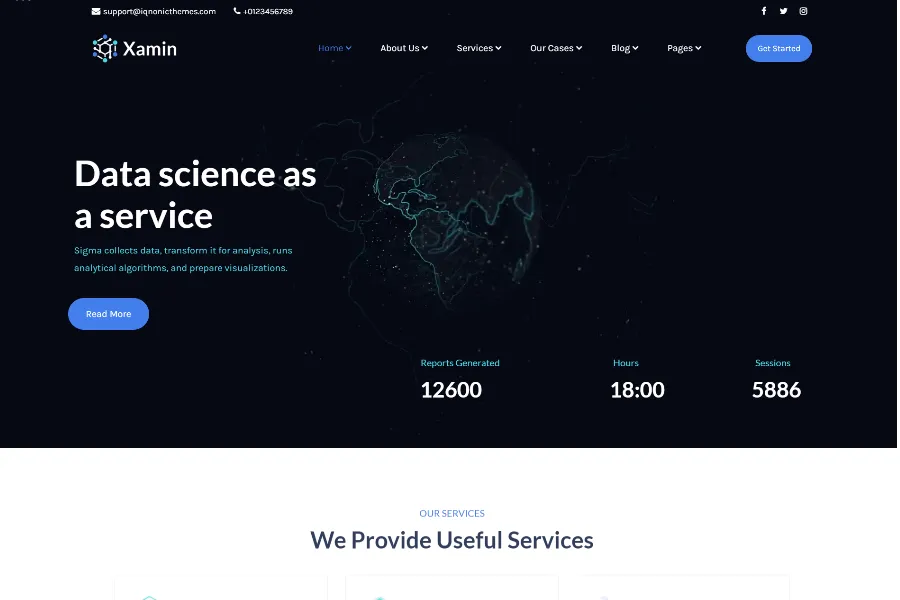 support@iqnonicthemes.com +0123456789
Xamin
Home About Us Services Our Cases Blog Pages Get Started
Data science as
a service
Sigma collects data, transform it for analysis, runs
analytical algorithms, and prepare visualizations.
Read More
Reports Generated Hours Sessions
12600 18:00 5886
OUR SERVICES
We Provide Useful Services